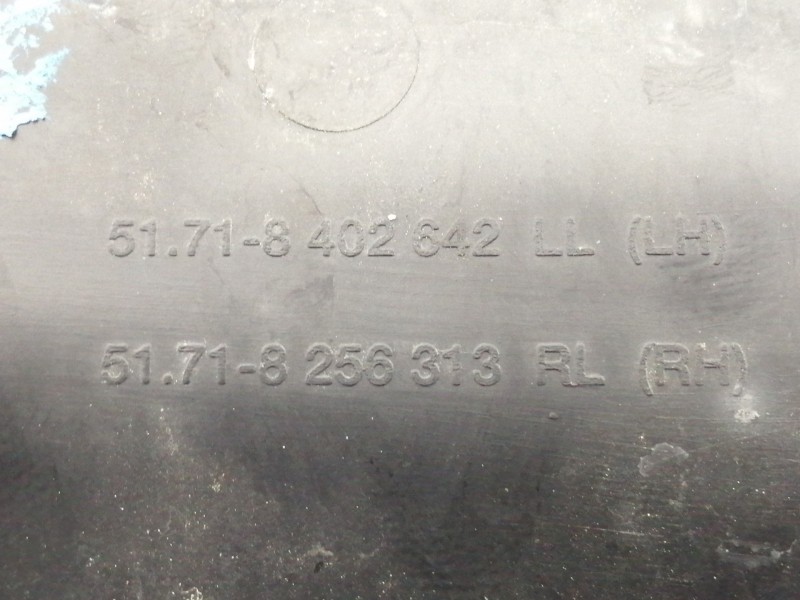 51.71-8 402 642 LL (LH)
51.71-8 256 313 RL (RH)